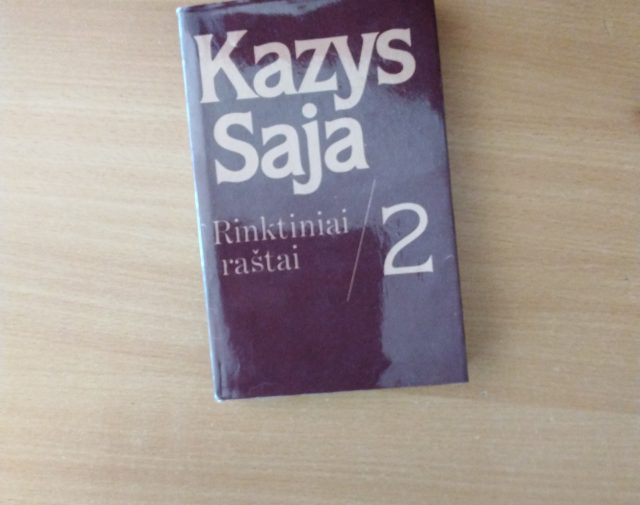 Kazys
Saja
Rinktiniai
raštai
/2